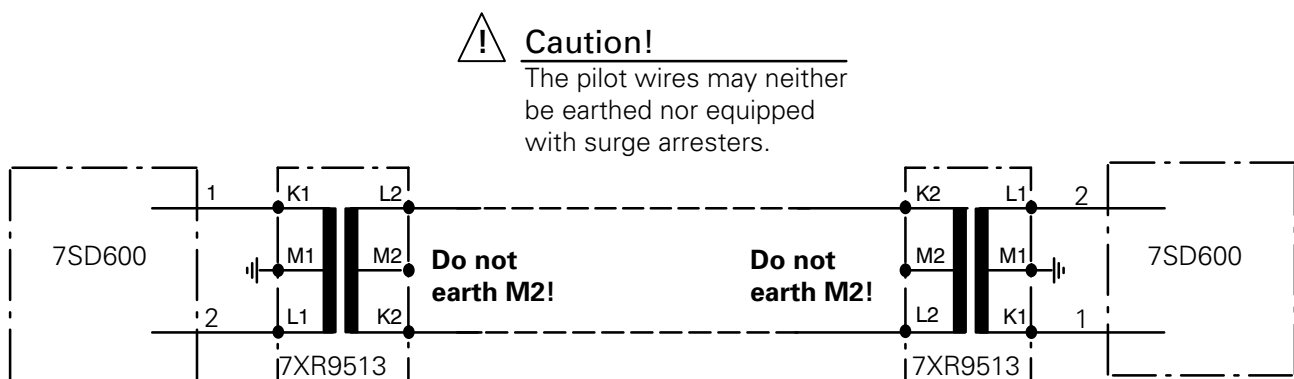 ! Caution!
The pilot wires may neither
be earthed nor equipped
with surge arresters.
1 K1 L2 K2 L1 2
7SD600 M1 M2 Do not Do not M2 M1 7SD600
earth M2! earth M2!
2 L1 K2 L2 K1 1
7XR9513 7XR9513